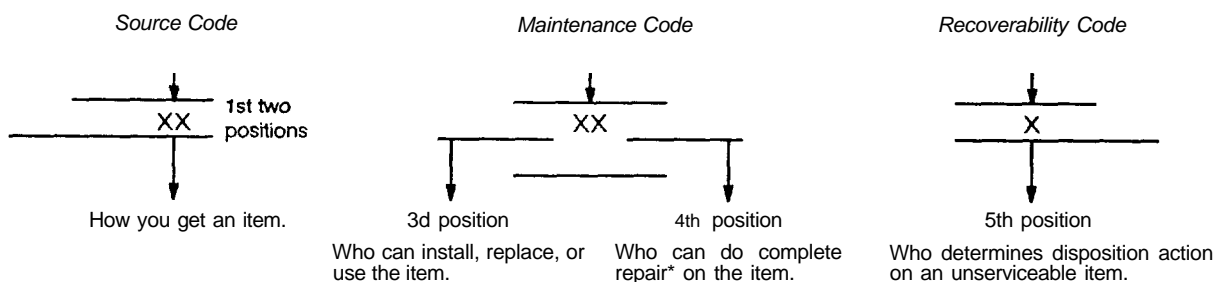 Source Code
Maintenance Code
Recoverability Code
XX
1st two
positions
XX
X
How you get an item.
3d position
Who can install, replace, or
use the item.
4th position
Who can do complete
repair* on the item.
5th position
Who determines disposition action
on an unserviceable item.